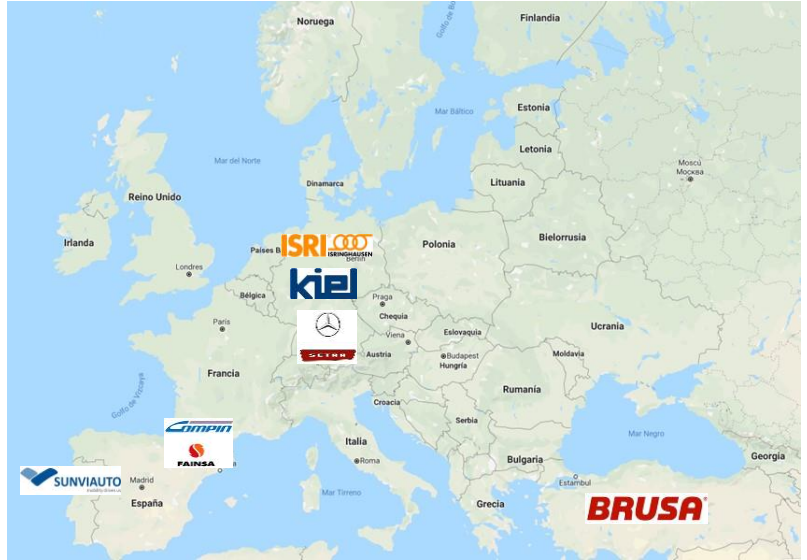 Noruega
Finlandia
Golfo de Bo
Estonia
Mar Báltico
Letonia
Mar del Norte
Moscú
Москва
Dinamarca
Lituania
Reino Unido
Irlanda
Bielorrusia
Polonia
Países B
ISRI
ISRINGHAUSEN
Berlín
Londres
kiel
Bélgica
Praga
París
Chequia
SETRA
Ucrania
Viena
Eslovaquia
Austria
Budapest
Hungría
Moldavia
Francia
Rumanía
Golfo de Vizcaya
Croacia
Serbia
COMPIN
Mar Negro
Italia
FAINSA
a
Roma
Bulgaria
Georgia
SUNVIAUTO
Madrid
Estambul
España
Mar Tirreno
Grecia
BRUSA